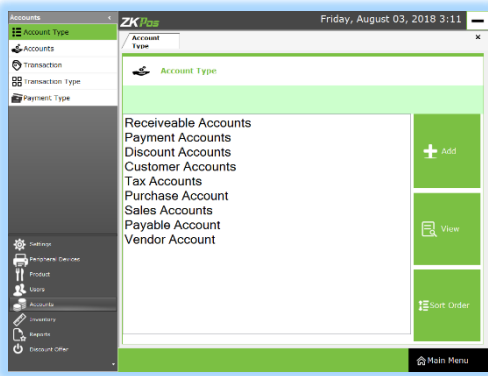 Accounts
Account Type
Accounts
Transaction
Transaction Type
Payment Type
Settings
Peripheral Devices
Product
Users
Accounts
Inventory
Reports
Discount Offer
ZKPos
Friday, August 03, 2018 3:11
Account
Type
Account Type
Receiveable Accounts
Payment Accounts
Discount Accounts
Customer Accounts
Tax Accounts
Purchase Account
Sales Accounts
Payable Account
Vendor Account
Add
View
Sort Order
Main Menu